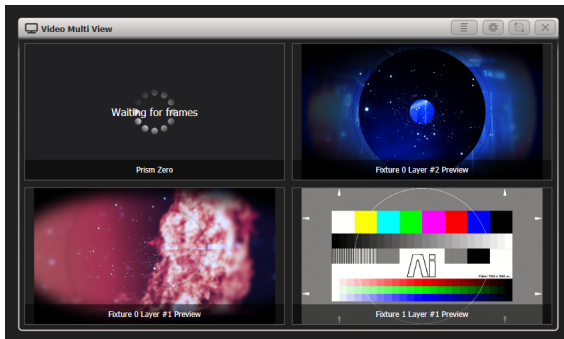 Video Multi View
Waiting for frames
Prism Zero
Fixture 0 Layer #2 Preview
Fixture 0 Layer #1 Preview
Ai
Fixture 1 Layer #1 Preview